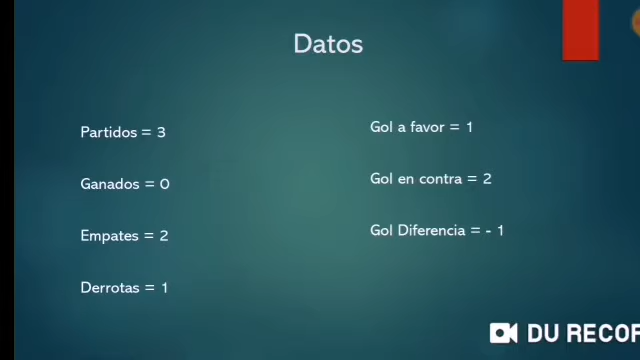 Datos
Partidos = 3
Ganados = 0
Empates = 2
Derrotas = 1
Gol a favor = 1
Gol en contra = 2
Gol Diferencia = - 1
DU RECOR